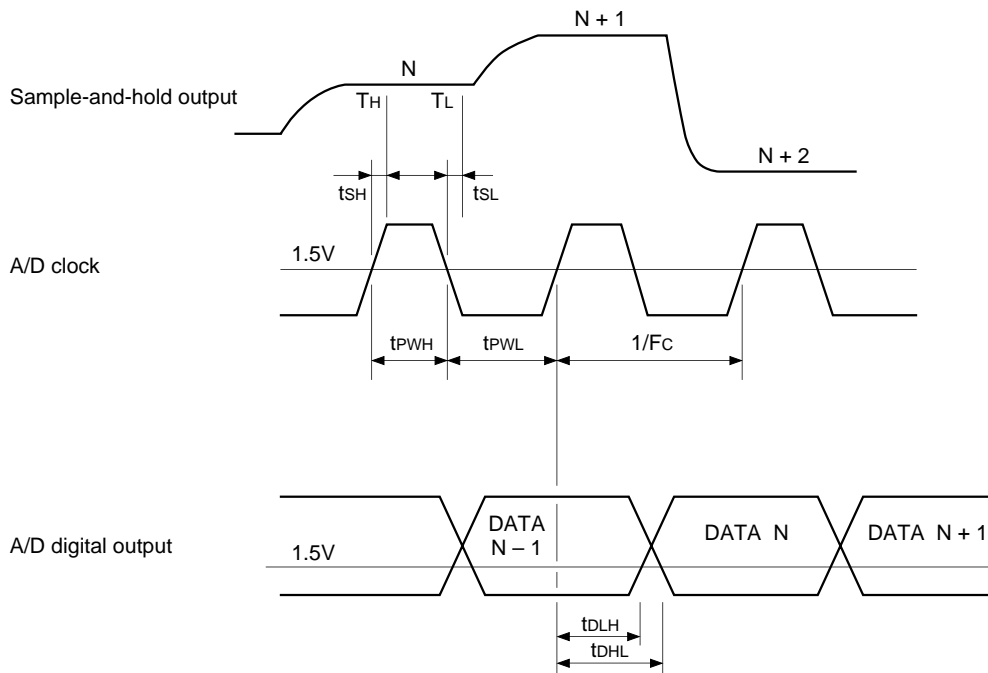 N + 1
N
Sample-and-hold output
TH
TL
N + 2
tSH
tSL
1.5V
A/D clock
tPWH
tPWL
1/FC
DATA
N – 1
DATA N
DATA N + 1
A/D digital output
1.5V
tDLH
tDHL